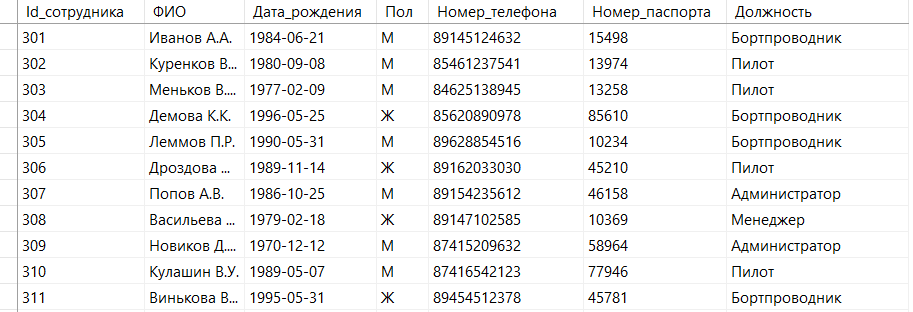 Id_сотрудника ФИО Дата_рождения Пол Номер_телефона Номер_паспорта Должность
301 Иванов А.А. 1984-06-21 М 89145124632 15498 Бортпроводник
302 Куренков В... 1980-09-08 М 85461237541 13974 Пилот
303 Меньков В.... 1977-02-09 М 84625138945 13258 Пилот
304 Демова К.К. 1996-05-25 Ж 85620890978 85610 Бортпроводник
305 Леммов П.Р. 1990-05-31 М 89628854516 10234 Бортпроводник
306 Дроздова ... 1989-11-14 Ж 89162033030 45210 Пилот
307 Попов А.В. 1986-10-25 М 89154235612 46158 Администратор
308 Васильева ... 1979-02-18 Ж 89147102585 10369 Менеджер
309 Новиков Д.... 1970-12-12 М 87415209632 58964 Администратор
310 Кулашин В.У. 1989-05-07 М 87416542123 77946 Пилот
311 Винькова В... 1995-05-31 Ж 89454512378 45781 Бортпроводник